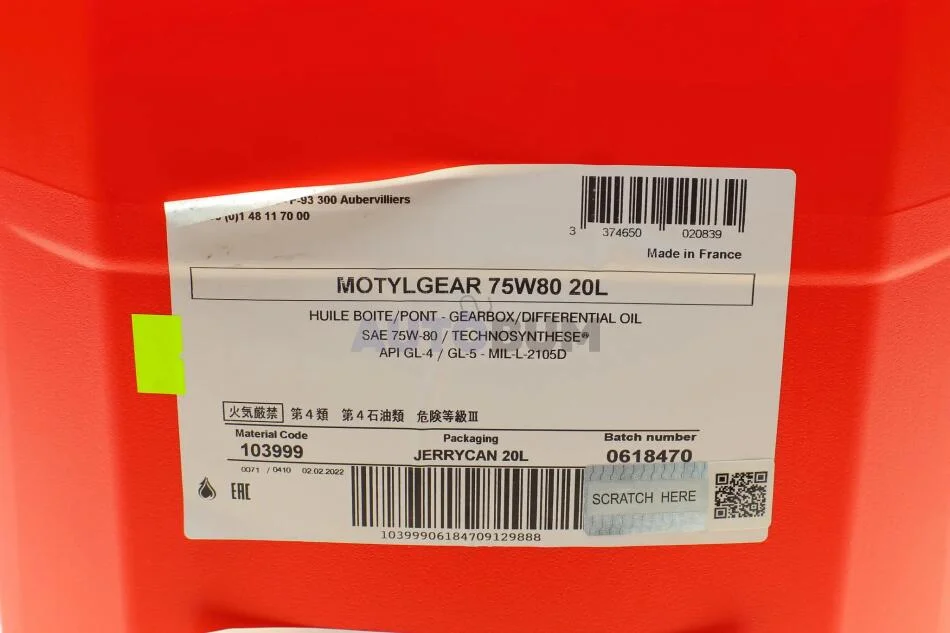 F-93 300 Aubervilliers
(0)1 48 11 70 00
3 374650 020839
Made in France
MOTYLGEAR 75W80 20L
HUILE BOITE/PONT - GEARBOX/DIFFERENTIAL OIL
SAE 75W-80 / TECHNOSYNTHESE®
API GL-4 / GL-5 - MIL-L-2105D
AUTOBUM
火気厳禁 第4類 第4石油類 危険等級Ⅲ
Material Code
103999
Packaging
JERRYCAN 20L
Batch number
0618470
0071 / 0410 02.02.2022
EAC
SCRATCH HERE
10399906184709129888